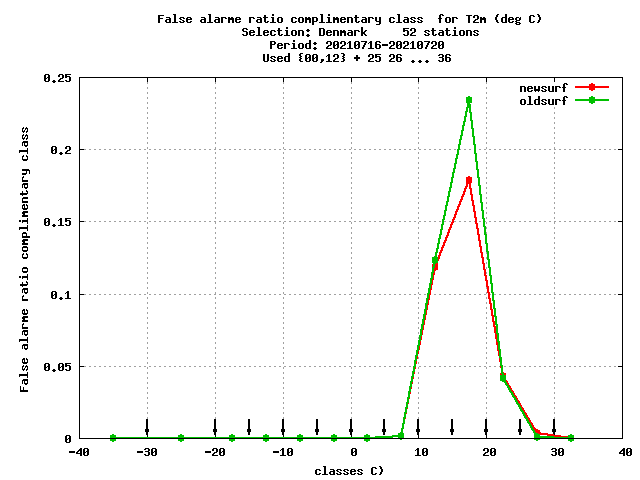 False alarme ratio complimentary class  for T2m (deg C)
Selection: Denmark     52 stations
Period: 20210716-20210720
Used {00,12} + 25 26 ... 36
newsurf
oldsurf
False alarme ratio complimentary class
0.25
0.2
0.15
0.1
0.05
0
-40 -30 -20 -10 0 10 20 30 40
classes C)